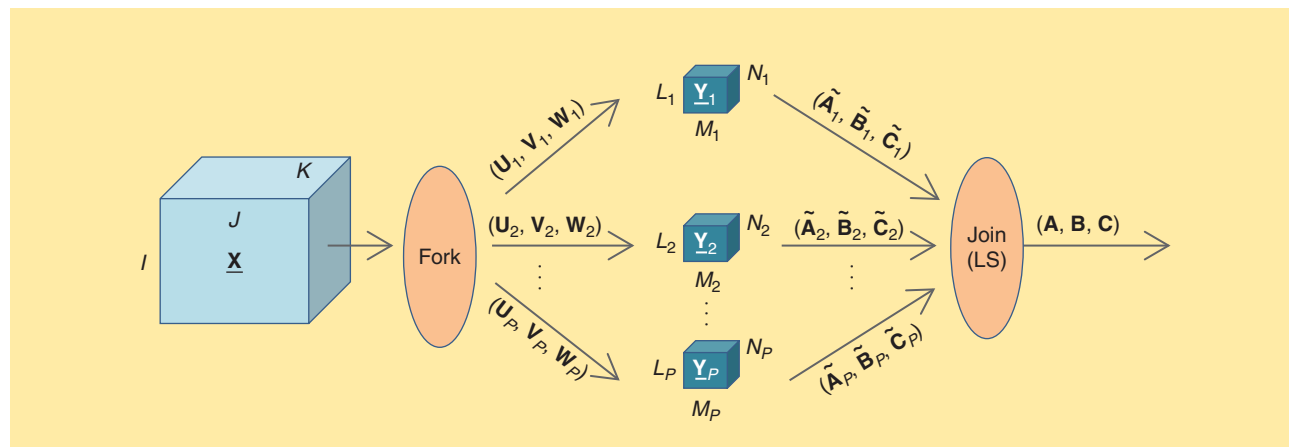 K
J
I
X
Fork
(U1, V1, W1)
L1
Y1
N1
M1
(Ã1, B̃1, C̃1)
(U2, V2, W2)
L2
Y2
N2
M2
(Ã2, B̃2, C̃2)
(UP, VP, WP)
LP
YP
NP
MP
(ÃP, B̃P, C̃P)
Join
(LS)
(A, B, C)